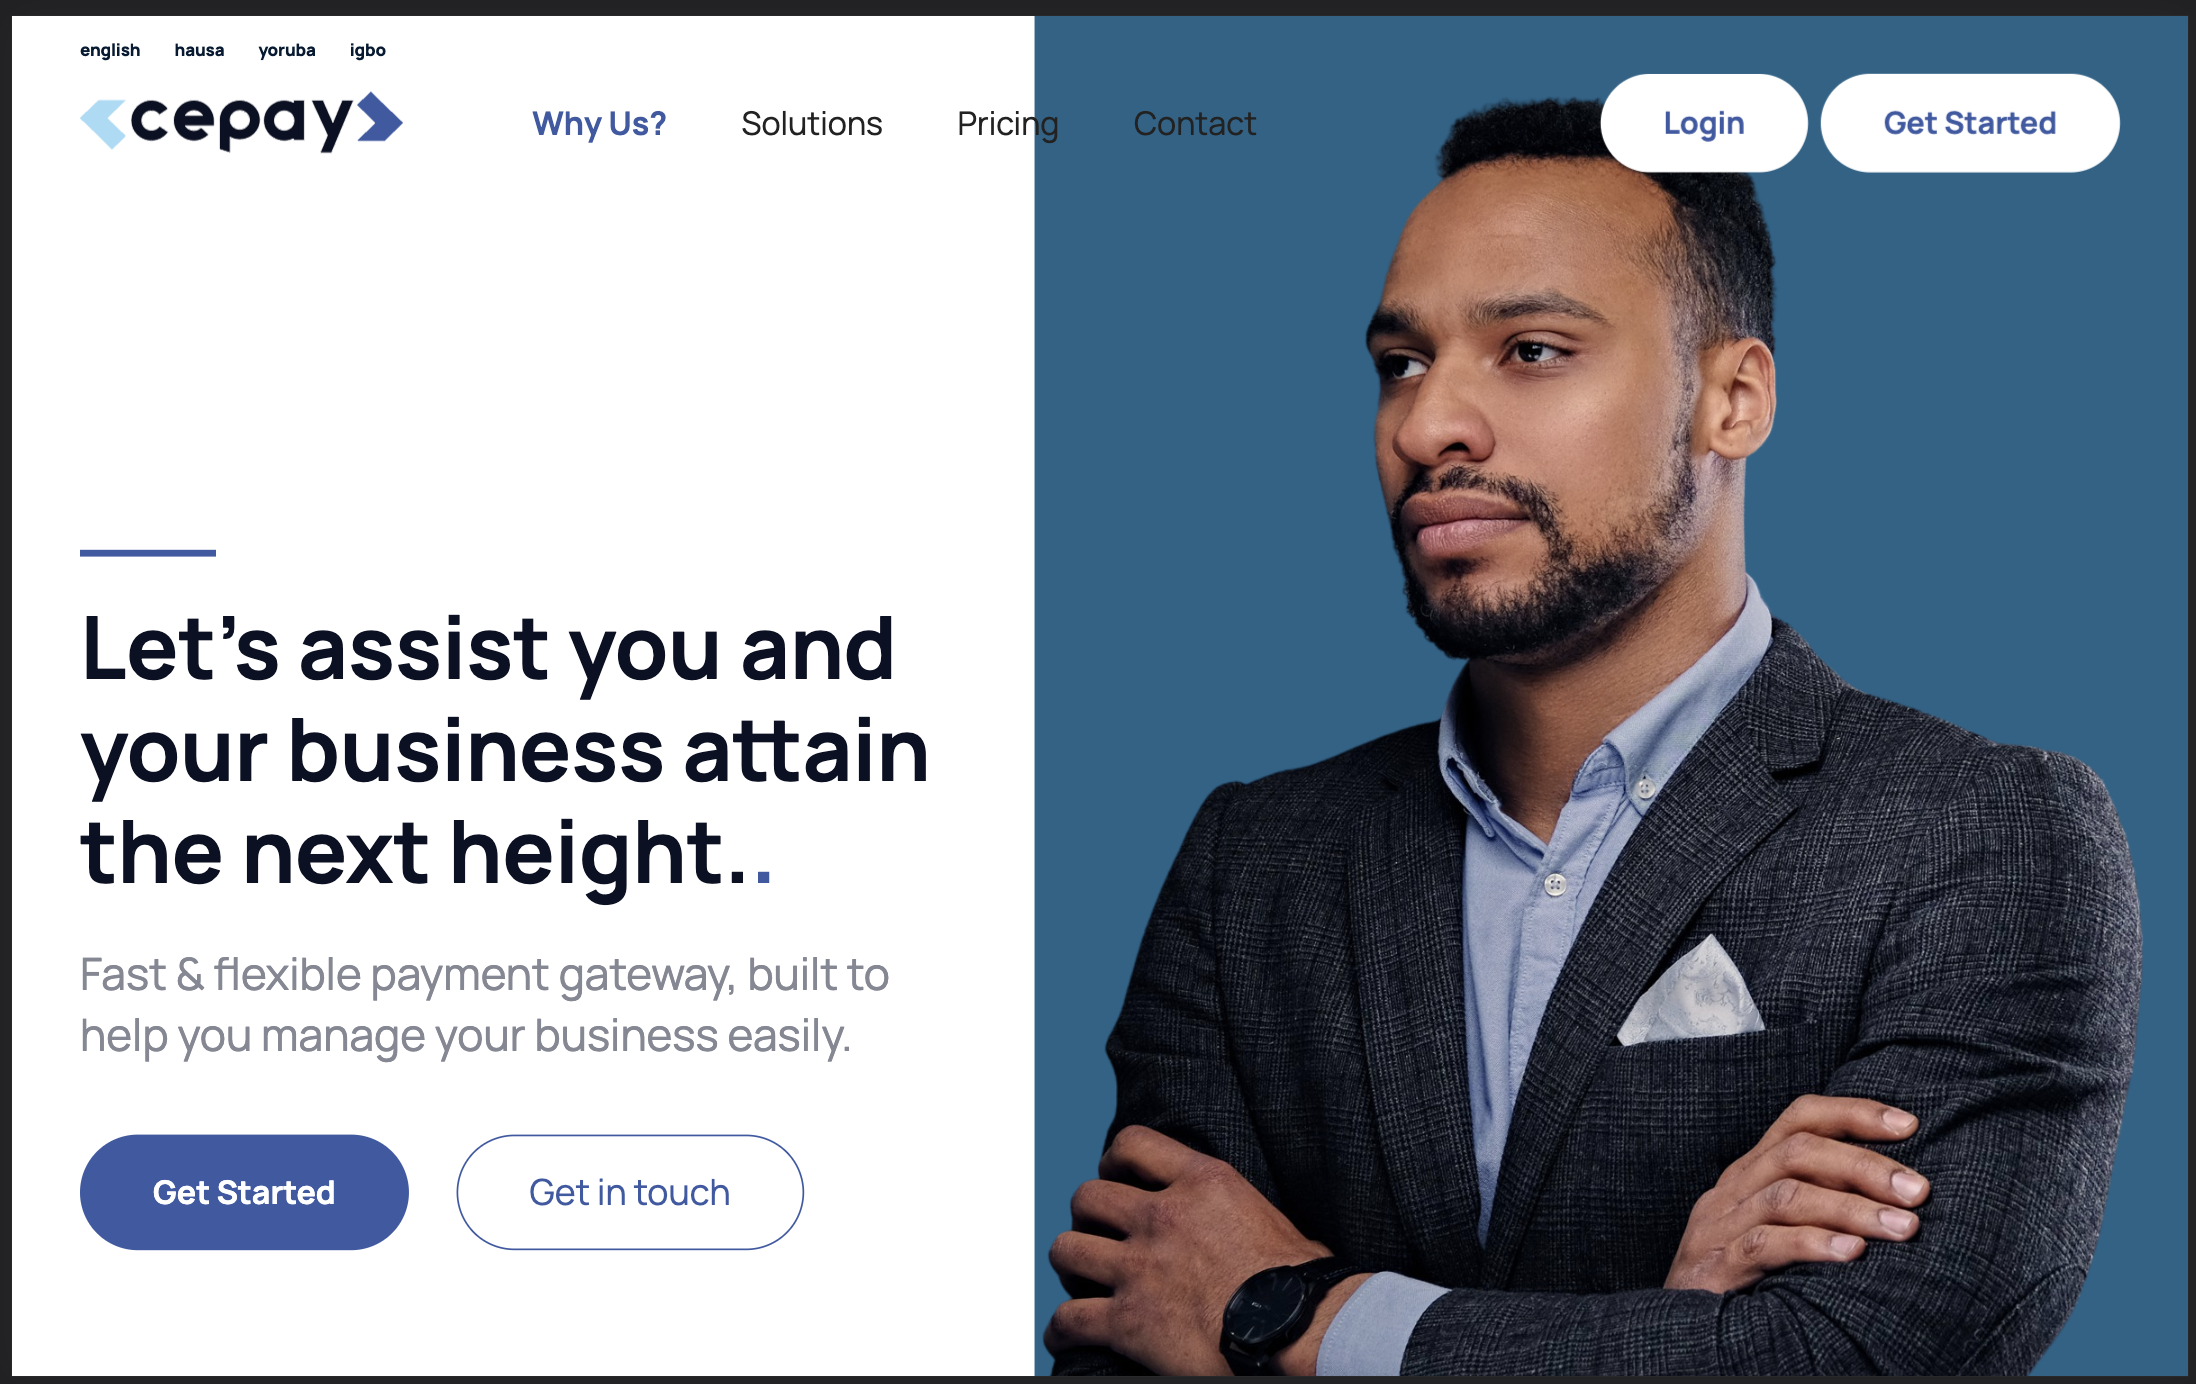 english hausa yoruba igbo
cepay Why Us? Solutions Pricing Contact Login Get Started
Let’s assist you and
your business attain
the next height..
Fast & flexible payment gateway, built to
help you manage your business easily.
Get Started Get in touch